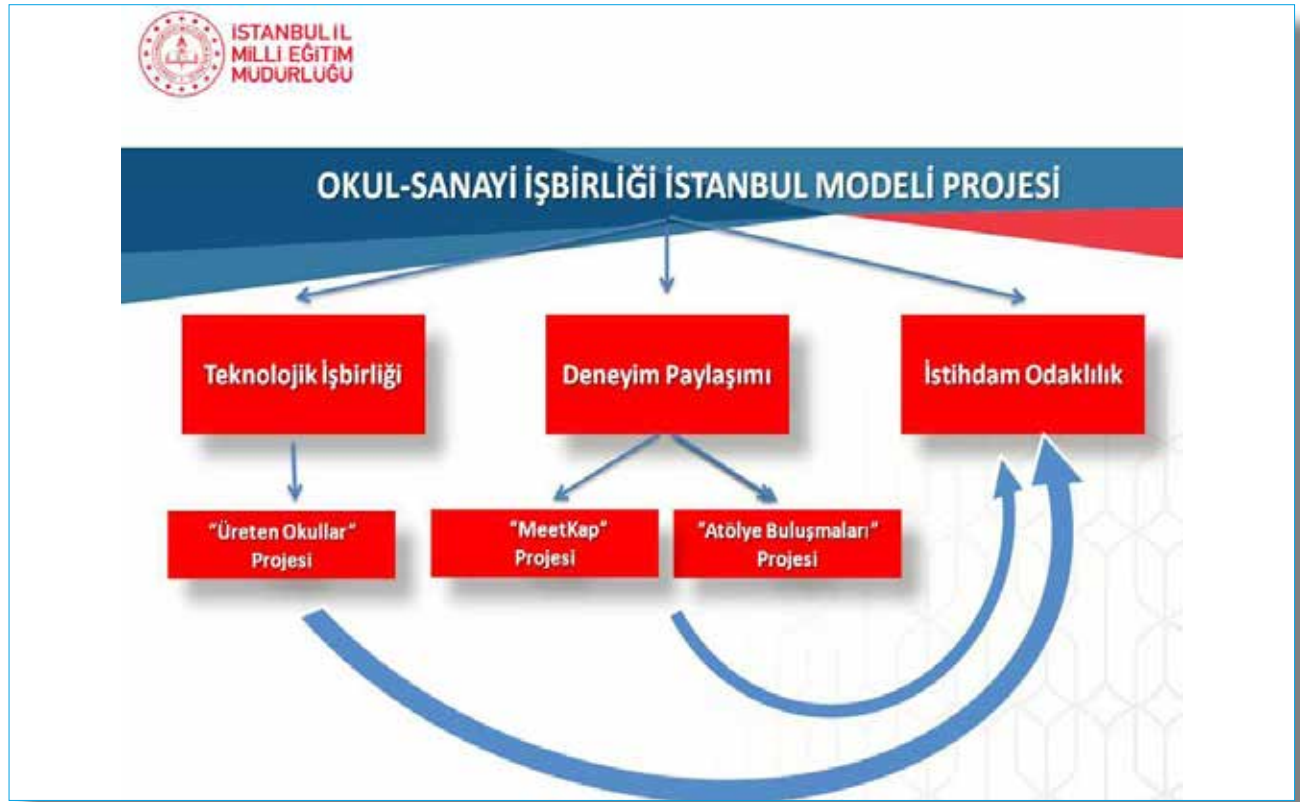 İSTANBUL İL
MİLLİ EĞİTİM
MÜDÜRLÜĞÜ
OKUL-SANAYİ İŞBİRLİĞİ İSTANBUL MODELİ PROJESİ
Teknolojik İşbirliği
Deneyim Paylaşımı
İstihdam Odaklılık
"Üreten Okullar"
Projesi
"MeetKap"
Projesi
"Atölye Buluşmaları"
Projesi